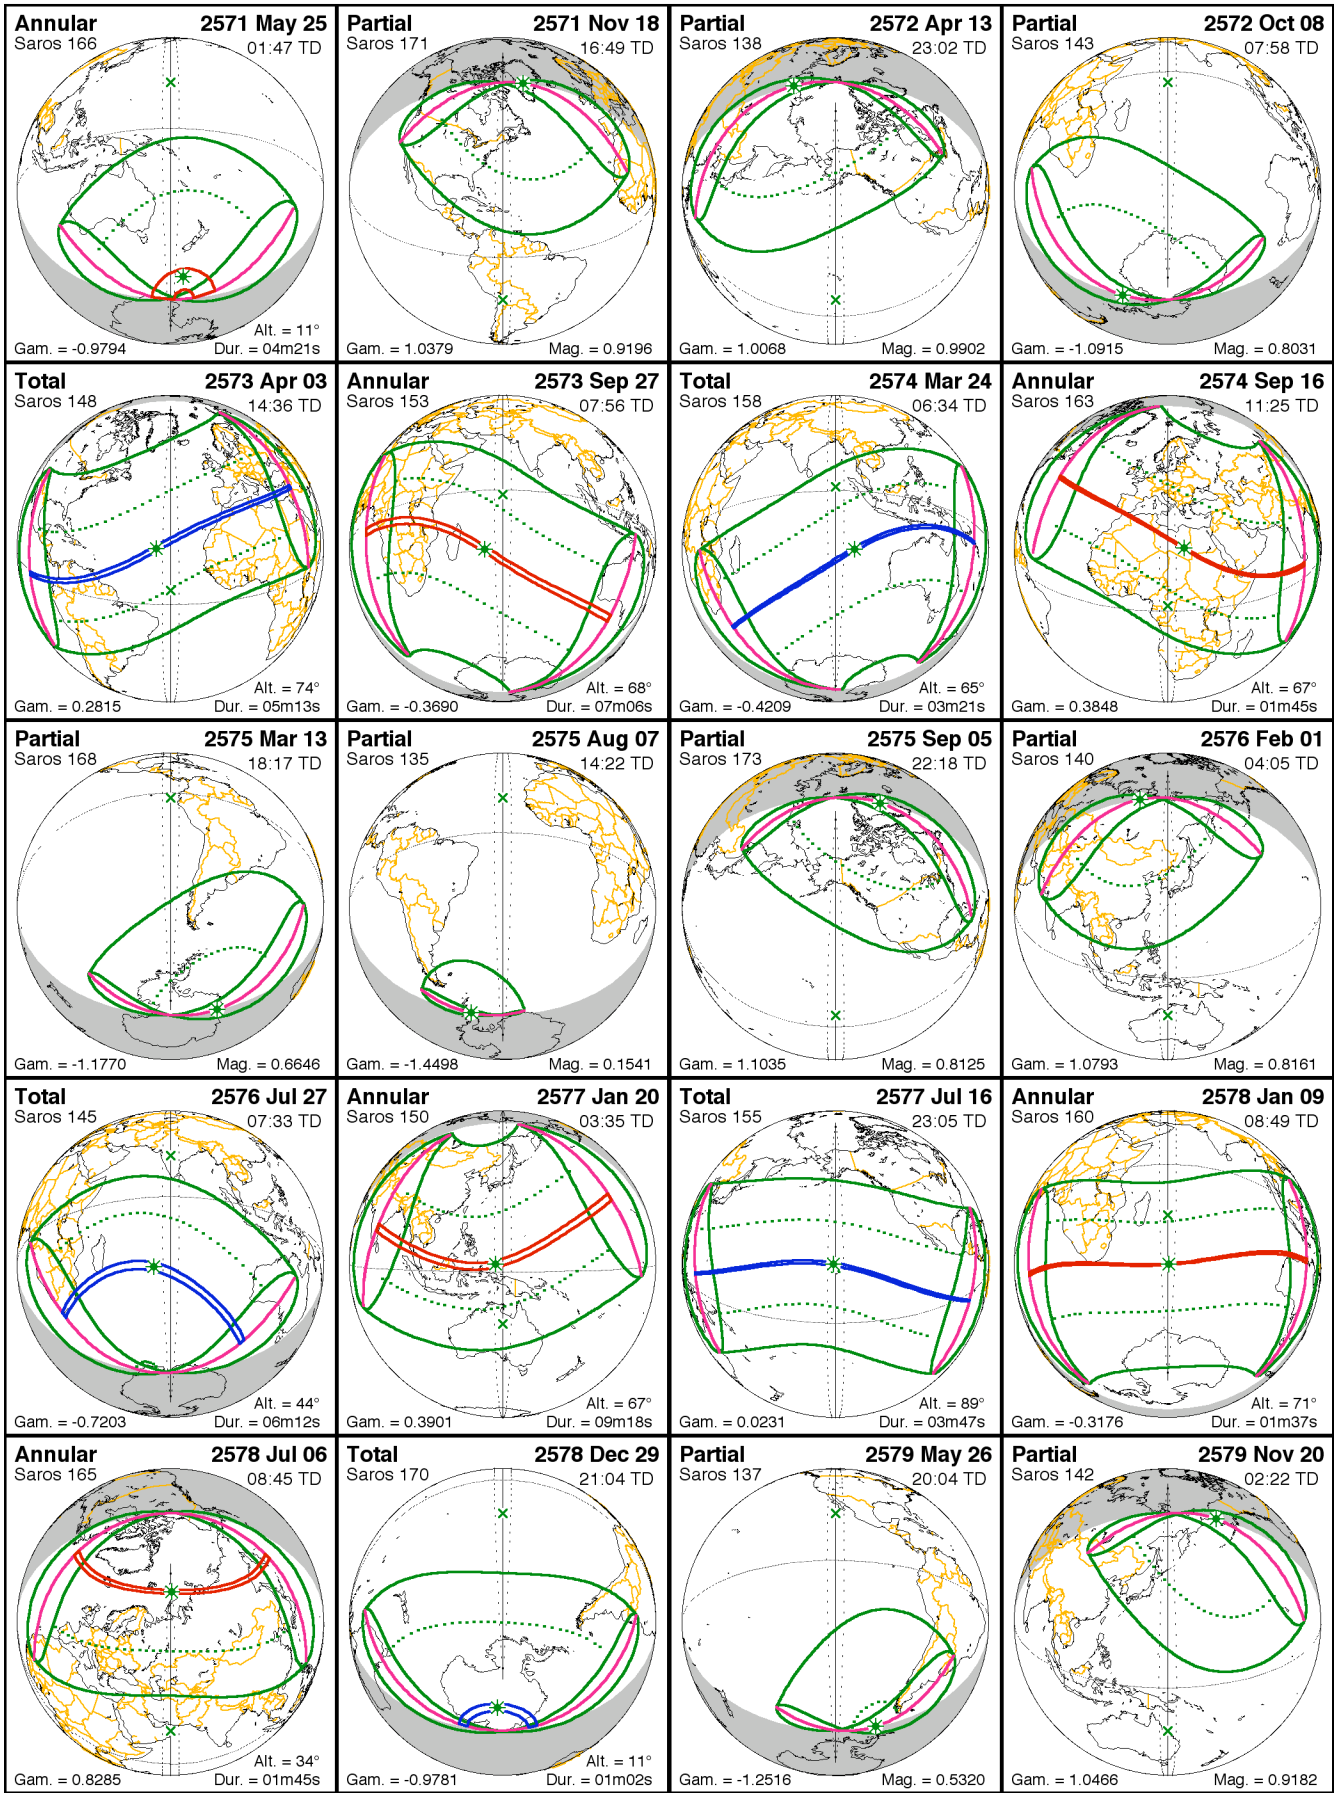 Annular 2571 May 25
Saros 166 01:47 TD
Alt. = 11°
Gam. = -0.9794 Dur. = 04m21s
Partial 2571 Nov 18
Saros 171 16:49 TD
Gam. = 1.0379 Mag. = 0.9196
Partial 2572 Apr 13
Saros 138 23:02 TD
Gam. = 1.0068 Mag. = 0.9902
Partial 2572 Oct 08
Saros 143 07:58 TD
Gam. = -1.0915 Mag. = 0.8031
Total 2573 Apr 03
Saros 148 14:36 TD
Alt. = 74°
Gam. = 0.2815 Dur. = 05m13s
Annular 2573 Sep 27
Saros 153 07:56 TD
Alt. = 68°
Gam. = -0.3690 Dur. = 07m06s
Total 2574 Mar 24
Saros 158 06:34 TD
Alt. = 65°
Gam. = -0.4209 Dur. = 03m21s
Annular 2574 Sep 16
Saros 163 11:25 TD
Alt. = 67°
Gam. = 0.3848 Dur. = 01m45s
Partial 2575 Mar 13
Saros 168 18:17 TD
Gam. = -1.1770 Mag. = 0.6646
Partial 2575 Aug 07
Saros 135 14:22 TD
Gam. = -1.4498 Mag. = 0.1541
Partial 2575 Sep 05
Saros 173 22:18 TD
Gam. = 1.1035 Mag. = 0.8125
Partial 2576 Feb 01
Saros 140 04:05 TD
Gam. = 1.0793 Mag. = 0.8161
Total 2576 Jul 27
Saros 145 07:33 TD
Alt. = 44°
Gam. = -0.7203 Dur. = 06m12s
Annular 2577 Jan 20
Saros 150 03:35 TD
Alt. = 67°
Gam. = 0.3901 Dur. = 09m18s
Total 2577 Jul 16
Saros 155 23:05 TD
Alt. = 89°
Gam. = 0.0231 Dur. = 03m47s
Annular 2578 Jan 09
Saros 160 08:49 TD
Alt. = 71°
Gam. = -0.3176 Dur. = 01m37s
Annular 2578 Jul 06
Saros 165 08:45 TD
Alt. = 34°
Gam. = 0.8285 Dur. = 01m45s
Total 2578 Dec 29
Saros 170 21:04 TD
Alt. = 11°
Gam. = -0.9781 Dur. = 01m02s
Partial 2579 May 26
Saros 137 20:04 TD
Gam. = -1.2516 Mag. = 0.5320
Partial 2579 Nov 20
Saros 142 02:22 TD
Gam. = 1.0466 Mag. = 0.9182